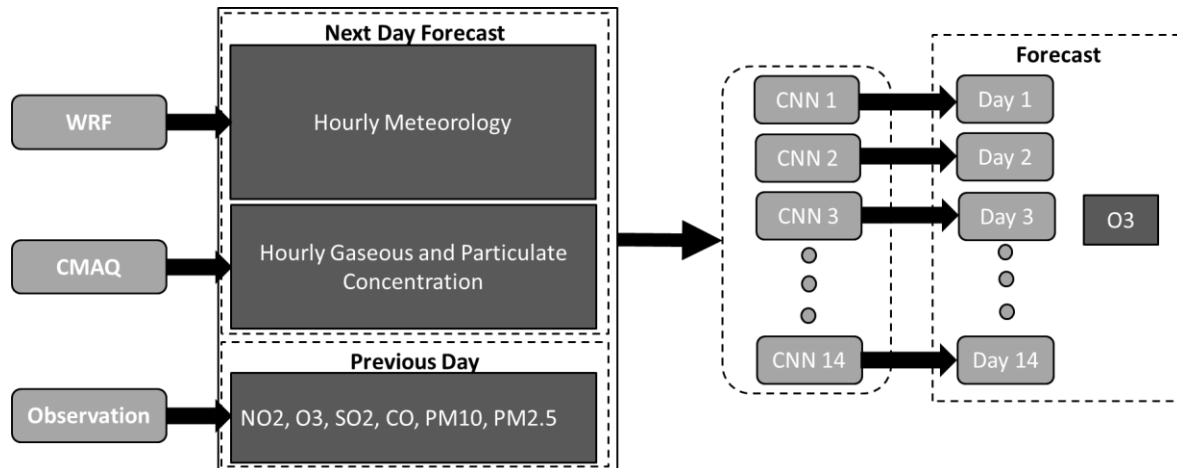 Next Day Forecast
WRF
Hourly Meteorology
CMAQ
Hourly Gaseous and Particulate
Concentration
Previous Day
Observation
NO2, O3, SO2, CO, PM10, PM2.5
CNN 1
CNN 2
CNN 3
CNN 14
Forecast
Day 1
Day 2
Day 3
Day 14
O3